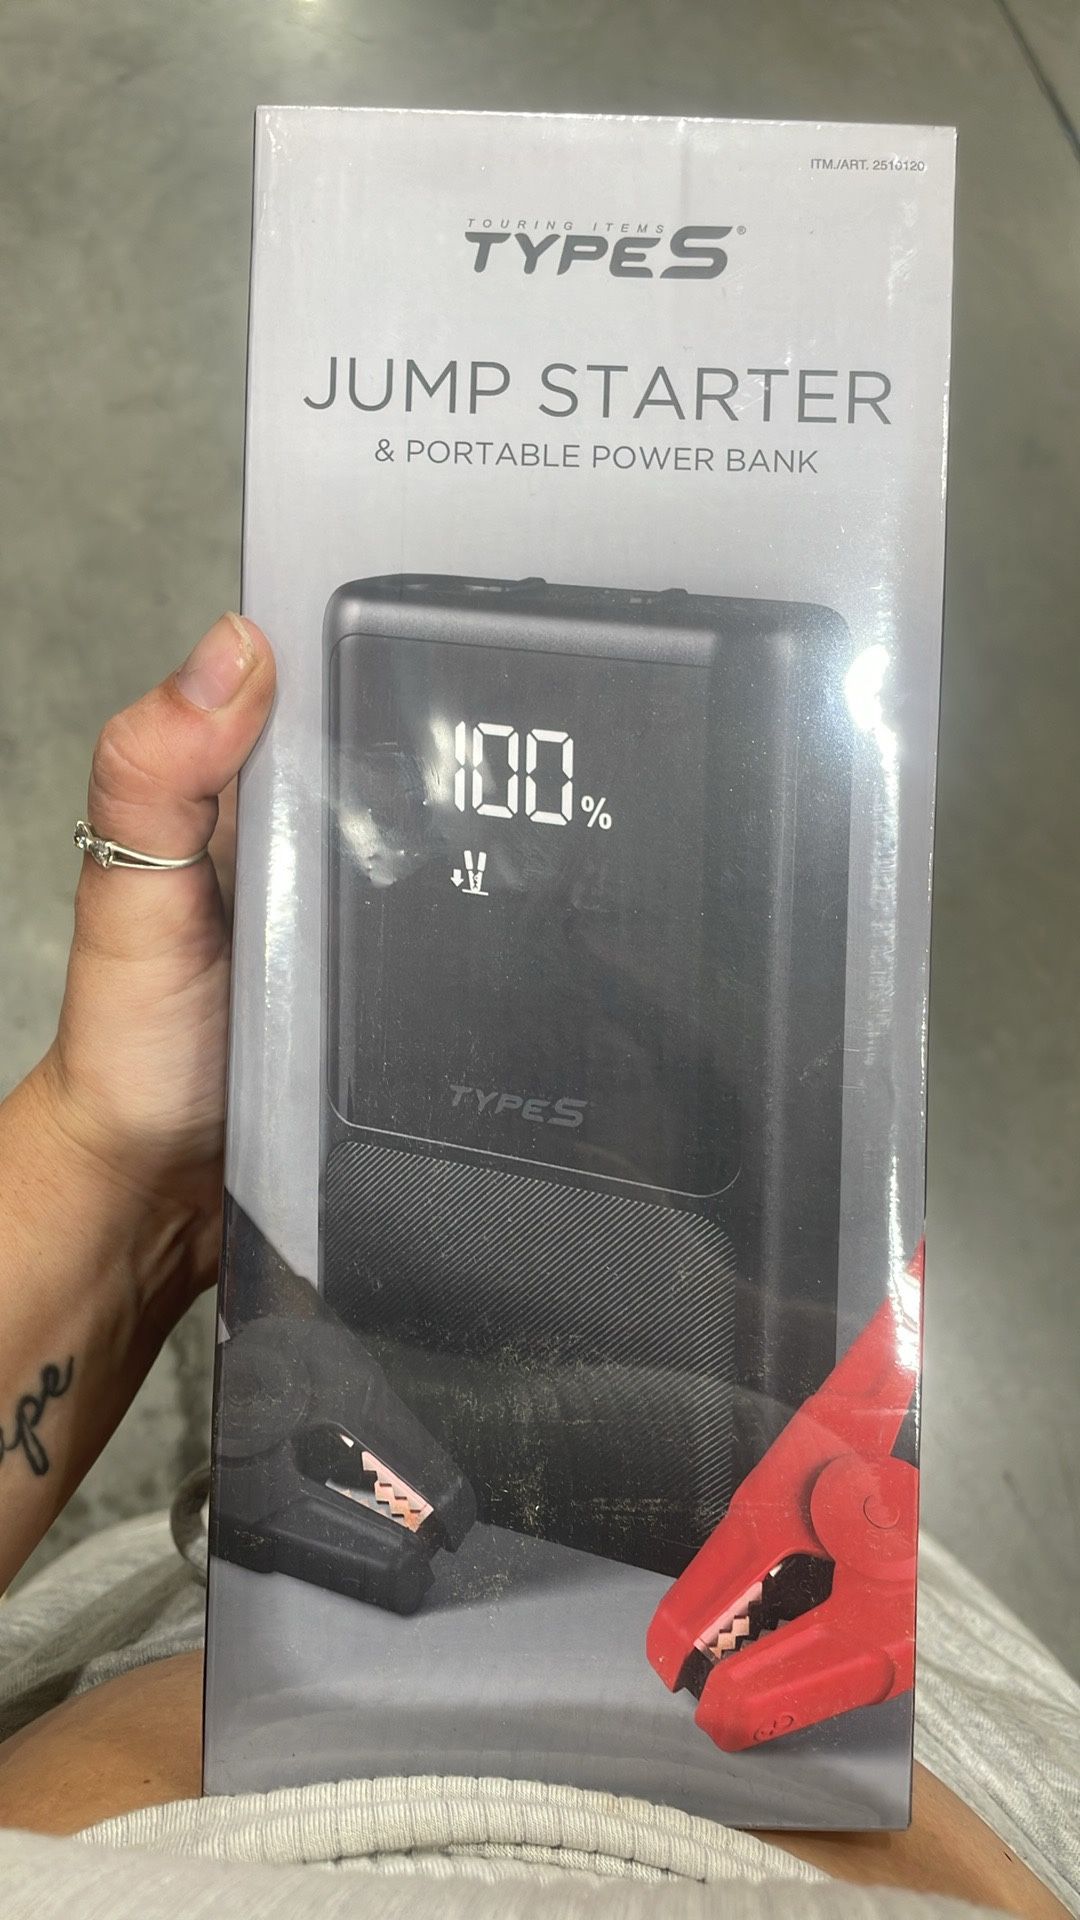 ITM./ART. 2510120
TOURING ITEMS
TYPE S®
JUMP STARTER
& PORTABLE POWER BANK
100%
TYPE S